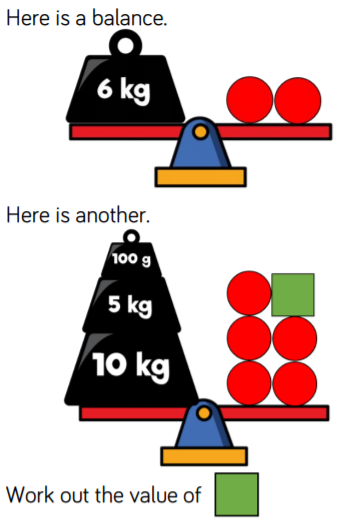 Here is a balance.
6 kg
Here is another.
100 g
5 kg
10 kg
Work out the value of